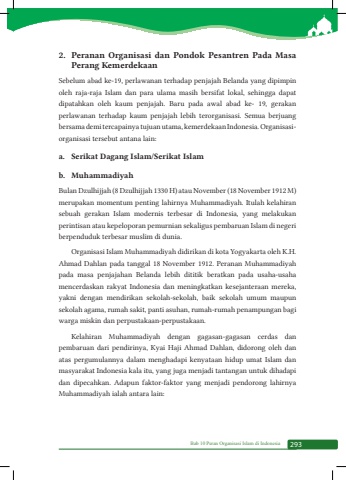 2. Peranan Organisasi dan Pondok Pesantren Pada Masa
Perang Kemerdekaan
Sebelum abad ke-19, perlawanan terhadap penjajah Belanda yang dipimpin
oleh raja-raja Islam dan para ulama masih bersifat lokal, sehingga dapat
dipatahkan oleh kaum penjajah. Baru pada awal abad ke- 19, gerakan
perlawanan terhadap kaum penjajah lebih terorganisasi. Semua berjuang
bersama demi tercapainya tujuan utama, kemerdekaan Indonesia. Organisasi-
organisasi tersebut antara lain:
a. Serikat Dagang Islam/Serikat Islam
b. Muhammadiyah
Bulan Dzulhijjah (8 Dzulhijjah 1330 H) atau November (18 November 1912 M)
merupakan momentum penting lahirnya Muhammadiyah. Itulah kelahiran
sebuah gerakan Islam modernis terbesar di Indonesia, yang melakukan
perintisan atau kepeloporan pemurnian sekaligus pembaruan Islam di negeri
berpenduduk terbesar muslim di dunia.
Organisasi Islam Muhammadiyah didirikan di kota Yogyakarta oleh K.H.
Ahmad Dahlan pada tanggal 18 November 1912. Peranan Muhammadiyah
pada masa penjajahan Belanda lebih dititik beratkan pada usaha-usaha
mencerdaskan rakyat Indonesia dan meningkatkan kesejanteraan mereka,
yakni dengan mendirikan sekolah-sekolah, baik sekolah umum maupun
sekolah agama, rumah sakit, panti asuhan, rumah-rumah penampungan bagi
warga miskin dan perpustakaan-perpustakaan.
Kelahiran Muhammadiyah dengan gagasan-gagasan cerdas dan
pembaruan dari pendirinya, Kyai Haji Ahmad Dahlan, didorong oleh dan
atas pergumulannya dalam menghadapi kenyataan hidup umat Islam dan
masyarakat Indonesia kala itu, yang juga menjadi tantangan untuk dihadapi
dan dipecahkan. Adapun faktor-faktor yang menjadi pendorong lahirnya
Muhammadiyah ialah antara lain:
Bab 10 Peran Organisasi Islam di Indonesia 293